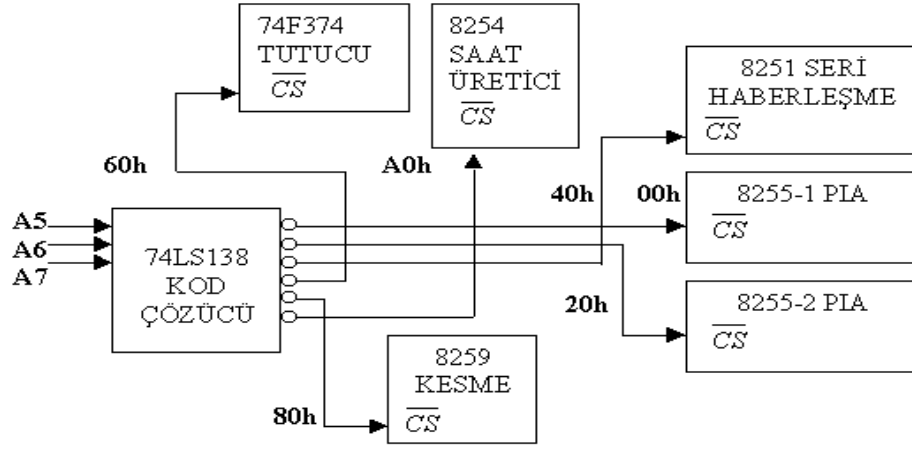 74F374
TUTUCU
CS
8254
SAAT
ÜRETİCİ
CS
8251 SERİ
HABERLEŞME
CS
60h
A0h
40h
00h
8255-1 PIA
CS
A5
A6
A7
74LS138
KOD
ÇÖZÜCÜ
20h
8255-2 PIA
CS
80h
8259
KESME
CS